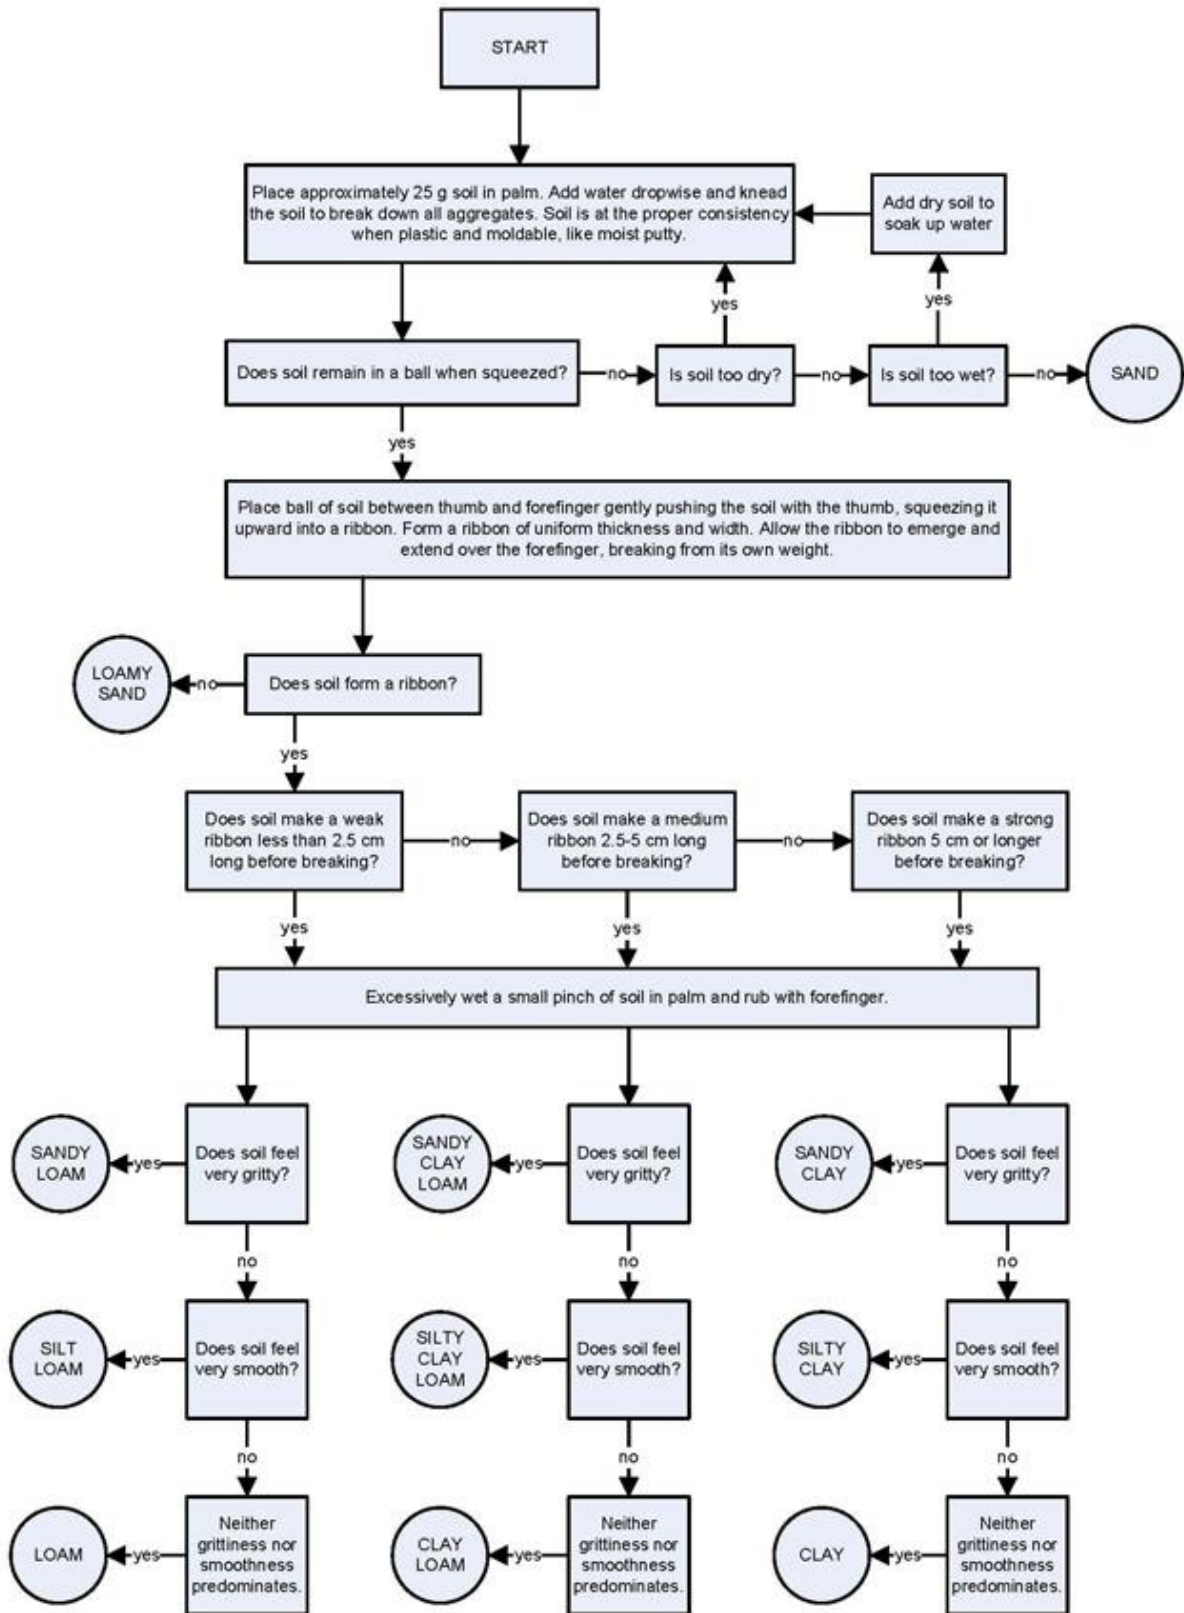 START
Place approximately 25 g soil in palm. Add water dropwise and knead
the soil to break down all aggregates. Soil is at the proper consistency
when plastic and moldable, like moist putty.
Add dry soil to
soak up water
yes
yes
Does soil remain in a ball when squeezed?
no
Is soil too dry?
no
Is soil too wet?
no
SAND
yes
Place ball of soil between thumb and forefinger gently pushing the soil with the thumb, squeezing it
upward into a ribbon. Form a ribbon of uniform thickness and width. Allow the ribbon to emerge and
extend over the forefinger, breaking from its own weight.
LOAMY
SAND
no
Does soil form a ribbon?
yes
Does soil make a weak
ribbon less than 2.5 cm
long before breaking?
no
Does soil make a medium
ribbon 2.5-5 cm long
before breaking?
no
Does soil make a strong
ribbon 5 cm or longer
before breaking?
yes
yes
yes
Excessively wet a small pinch of soil in palm and rub with forefinger.
SANDY
LOAM
yes
Does soil feel
very gritty?
SANDY
CLAY
LOAM
yes
Does soil feel
very gritty?
SANDY
CLAY
yes
Does soil feel
very gritty?
no
no
no
SILT
LOAM
yes
Does soil feel
very smooth?
SILTY
CLAY
LOAM
yes
Does soil feel
very smooth?
SILTY
CLAY
yes
Does soil feel
very smooth?
no
no
no
LOAM
yes
Neither
grittiness nor
smoothness
predominates.
CLAY
LOAM
yes
Neither
grittiness nor
smoothness
predominates.
CLAY
yes
Neither
grittiness nor
smoothness
predominates.